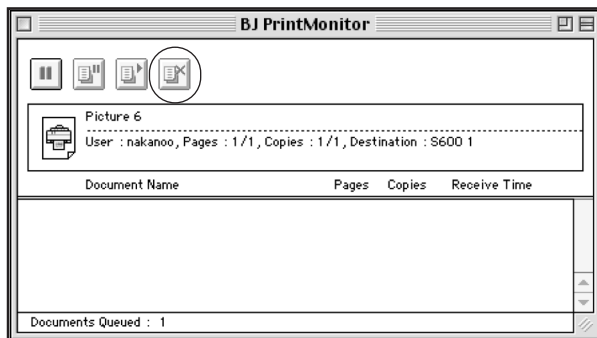 BJ PrintMonitor
Picture 6
User : nakanoo, Pages : 1/1, Copies : 1/1, Destination : S600 1
Document Name Pages Copies Receive Time
Documents Queued : 1